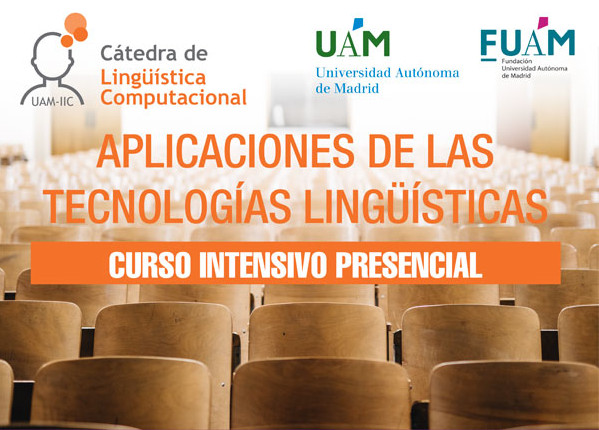 Cátedra de
Lingüística
Computacional
UAM-IIC
UAM
Universidad Autónoma
de Madrid
FUAM
Fundación
Universidad Autónoma
de Madrid
APLICACIONES DE LAS
TECNOLOGÍAS LINGÜÍSTICAS
CURSO INTENSIVO PRESENCIAL